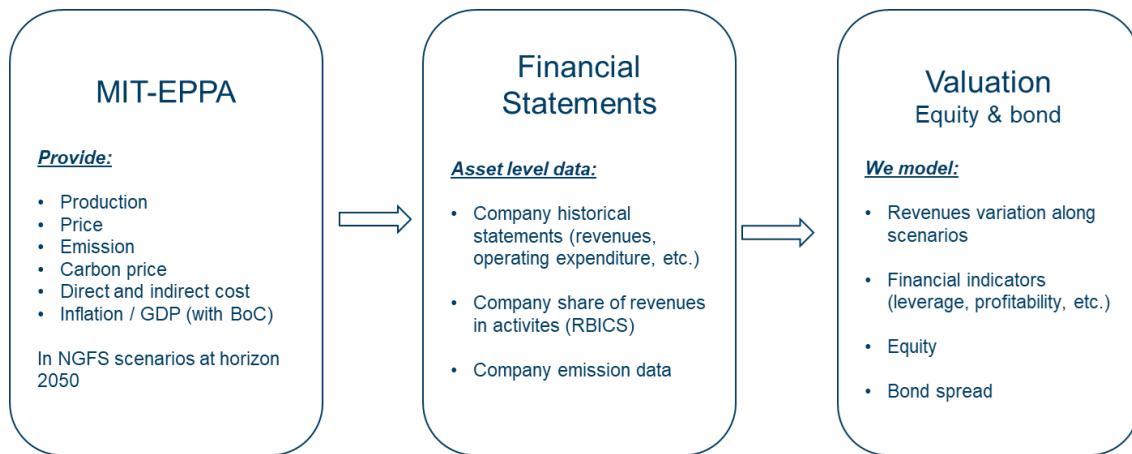 MIT-EPPA
Provide:
• Production
• Price
• Emission
• Carbon price
• Direct and indirect cost
• Inflation / GDP (with BoC)
In NGFS scenarios at horizon
2050
Financial
Statements
Asset level data:
• Company historical
statements (revenues,
operating expenditure, etc.)
• Company share of revenues
in activites (RBICS)
• Company emission data
Valuation
Equity & bond
We model:
• Revenues variation along
scenarios
• Financial indicators
(leverage, profitability, etc.)
• Equity
• Bond spread